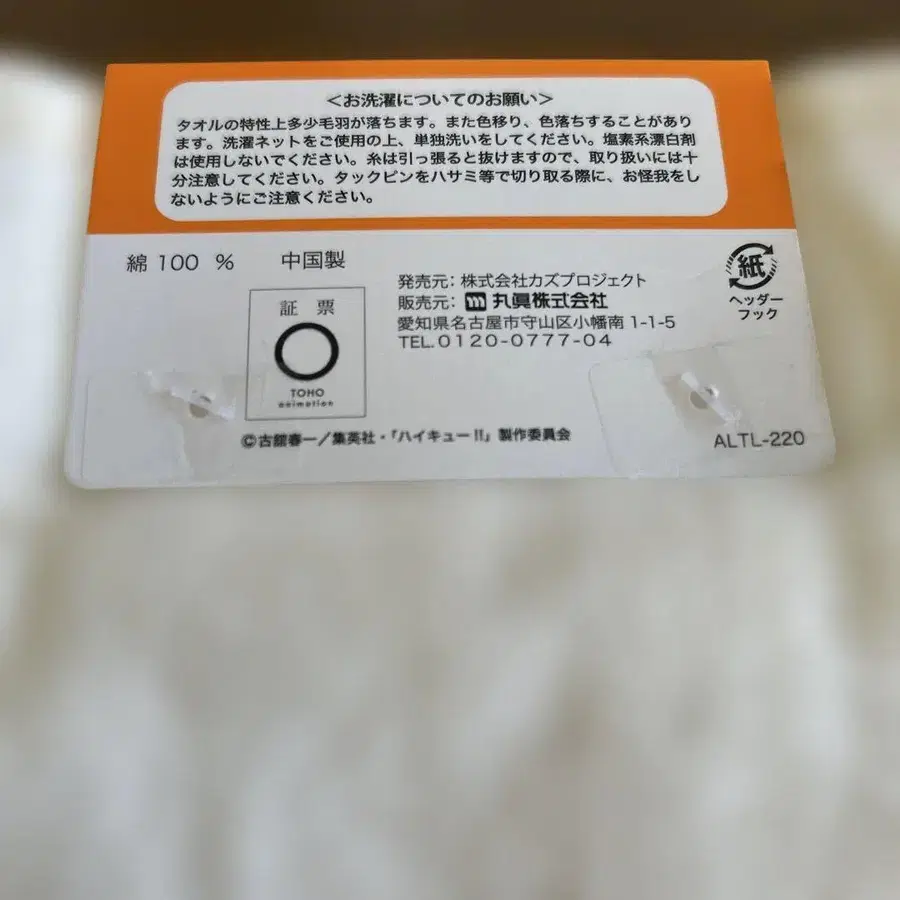 <お洗濯についてのお願い>
タオルの特性上多少毛羽が落ちます。また色移り、色落ちすることがあり
ます。洗濯ネットをご使用の上、単独洗いをしてください。塩素系漂白剤
は使用しないでください。糸は引っ張ると抜けますので、取り扱いには十
分注意してください。タックピンをハサミ等で切り取る際に、お怪我をし
ないようにご注意ください。
綿 100 % 中国製
証 票
TOHO
animation
発売元: 株式会社カズプロジェクト
販売元: m 丸眞株式会社
愛知県名古屋市守山区小幡南 1-1-5
TEL.0120-0777-04
紙
ヘッダー
フック
©古舘春一/集英社・「ハイキュー!!」製作委員会
ALTL-220